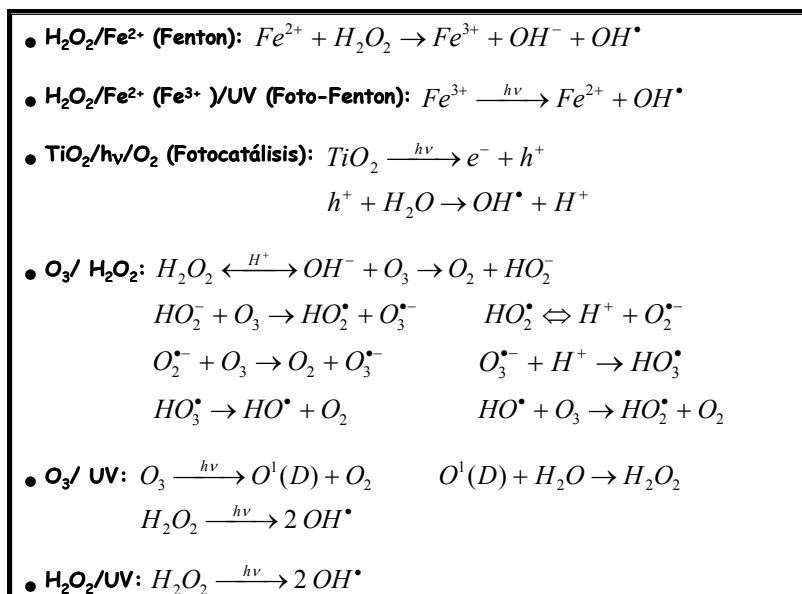 • H₂O₂/Fe²⁺ (Fenton): Fe²⁺ + H₂O₂ → Fe³⁺ + OH⁻ + OH•
• H₂O₂/Fe²⁺ (Fe³⁺ )/UV (Foto-Fenton): Fe³⁺ —hν→ Fe²⁺ + OH•
• TiO₂/hν/O₂ (Fotocatálisis): TiO₂ —hν→ e⁻ + h⁺
h⁺ + H₂O → OH• + H⁺
• O₃/ H₂O₂: H₂O₂ ←H⁺→ OH⁻ + O₃ → O₂ + HO₂⁻
HO₂⁻ + O₃ → HO₂• + O₃•⁻ HO₂• ⇔ H⁺ + O₂•⁻
O₂•⁻ + O₃ → O₂ + O₃•⁻ O₃•⁻ + H⁺ → HO₃•
HO₃• → HO• + O₂ HO• + O₃ → HO₂• + O₂
• O₃/ UV: O₃ —hν→ O¹(D) + O₂ O¹(D) + H₂O → H₂O₂
H₂O₂ —hν→ 2 OH•
• H₂O₂/UV: H₂O₂ —hν→ 2 OH•